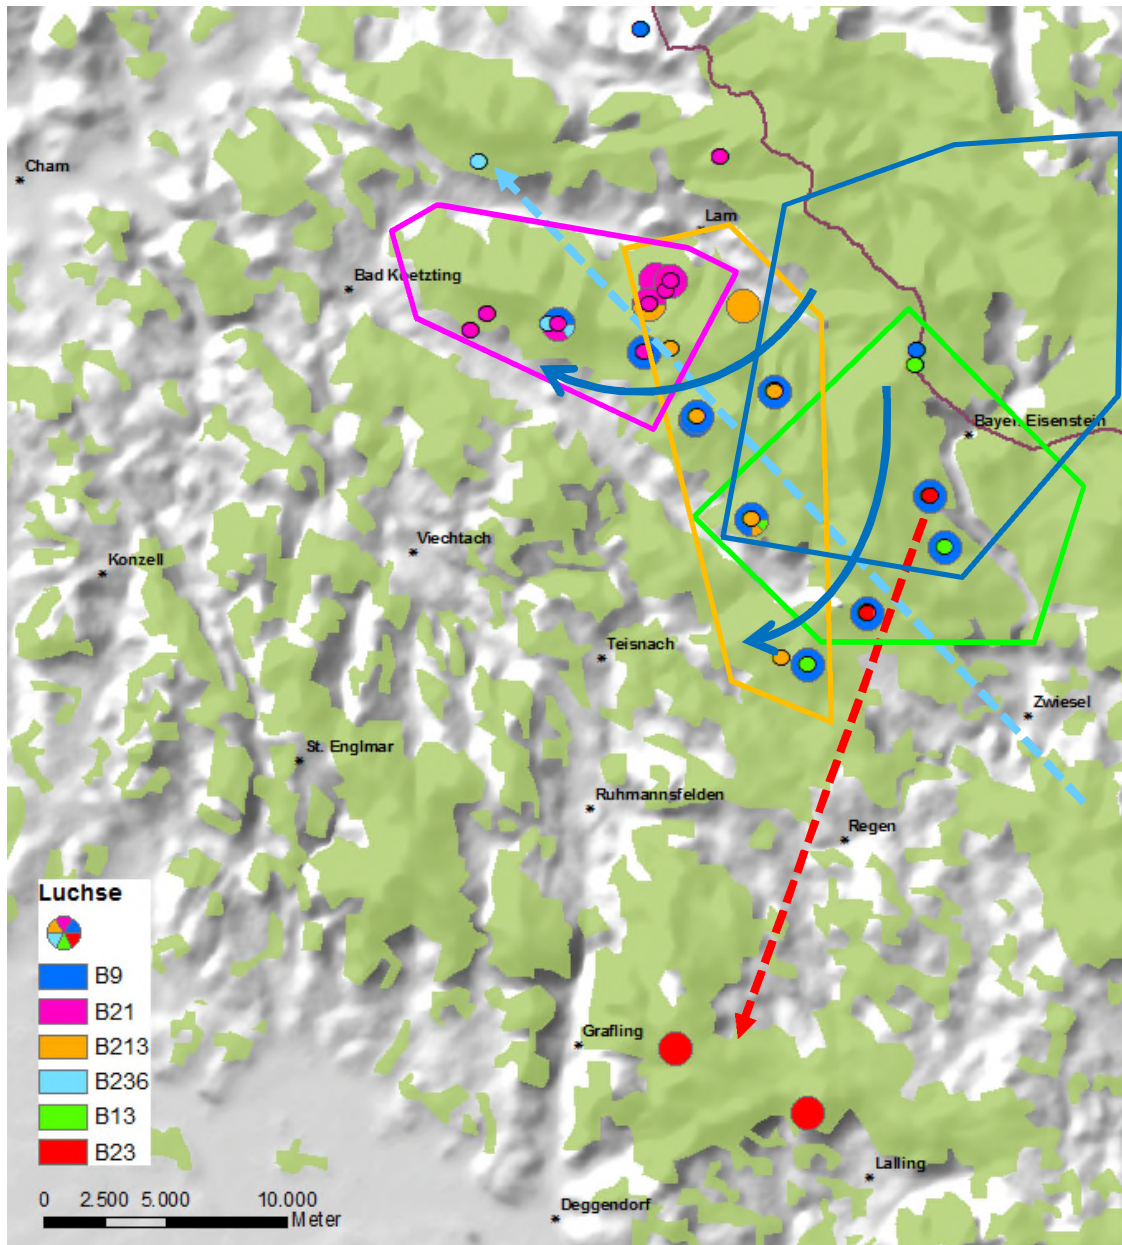 Cham
Lam
Bad Koetzting
Bayer. Eisenstein
Viechtach
Konzell
Teisnach
Zwiesel
St. Englmar
Ruhmannsfelden
Regen
Luchse
B9
B21
B213
B236
B13
B23
Grafling
Lalling
Deggendorf
0 2.500 5.000 10.000
Meter